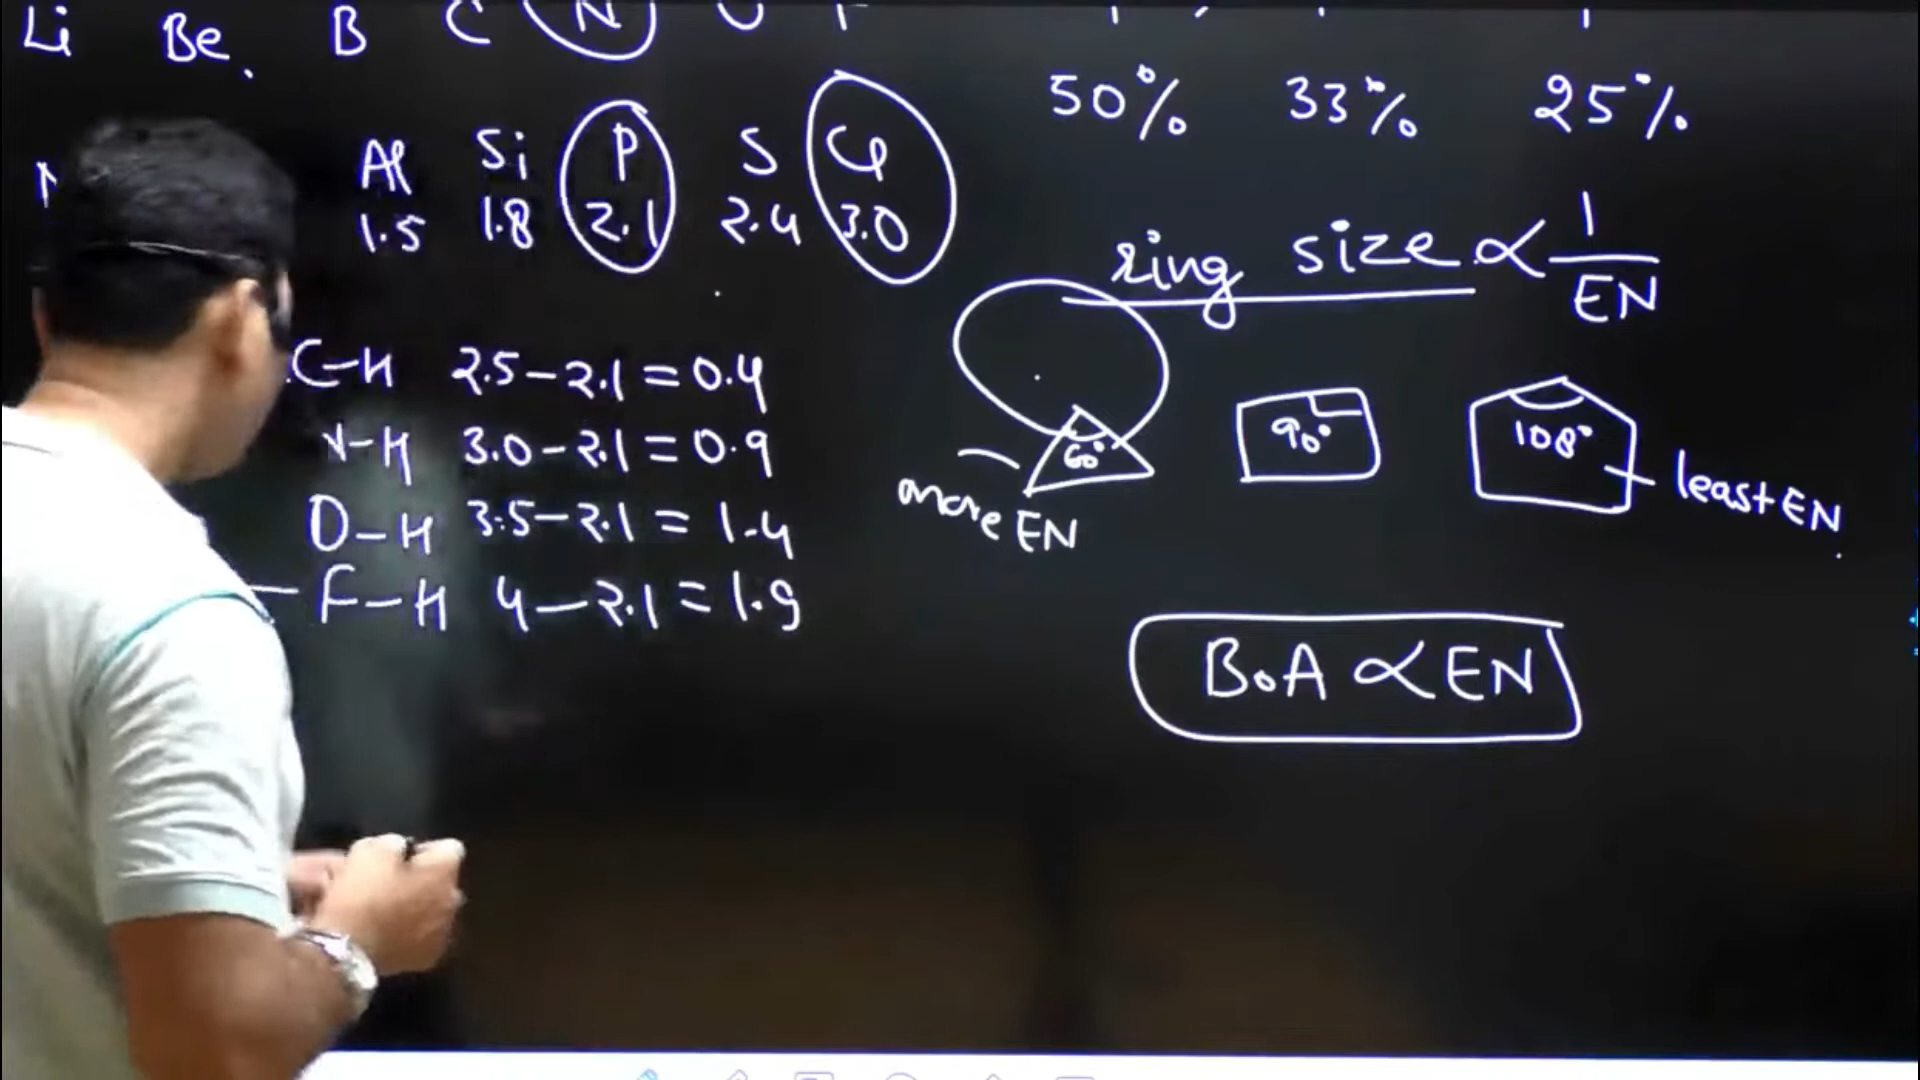 Li Be B C N O F
Al Si P S Cl
1.5 1.8 2.1 2.4 3.0
50% 33% 25%
ring size ∝ 1/EN
C-H 2.5-2.1=0.4
N-H 3.0-2.1=0.9
O-H 3.5-2.1=1.4
F-H 4-2.1=1.9
60° 90° 108°
more EN
least EN
B.A ∝ EN